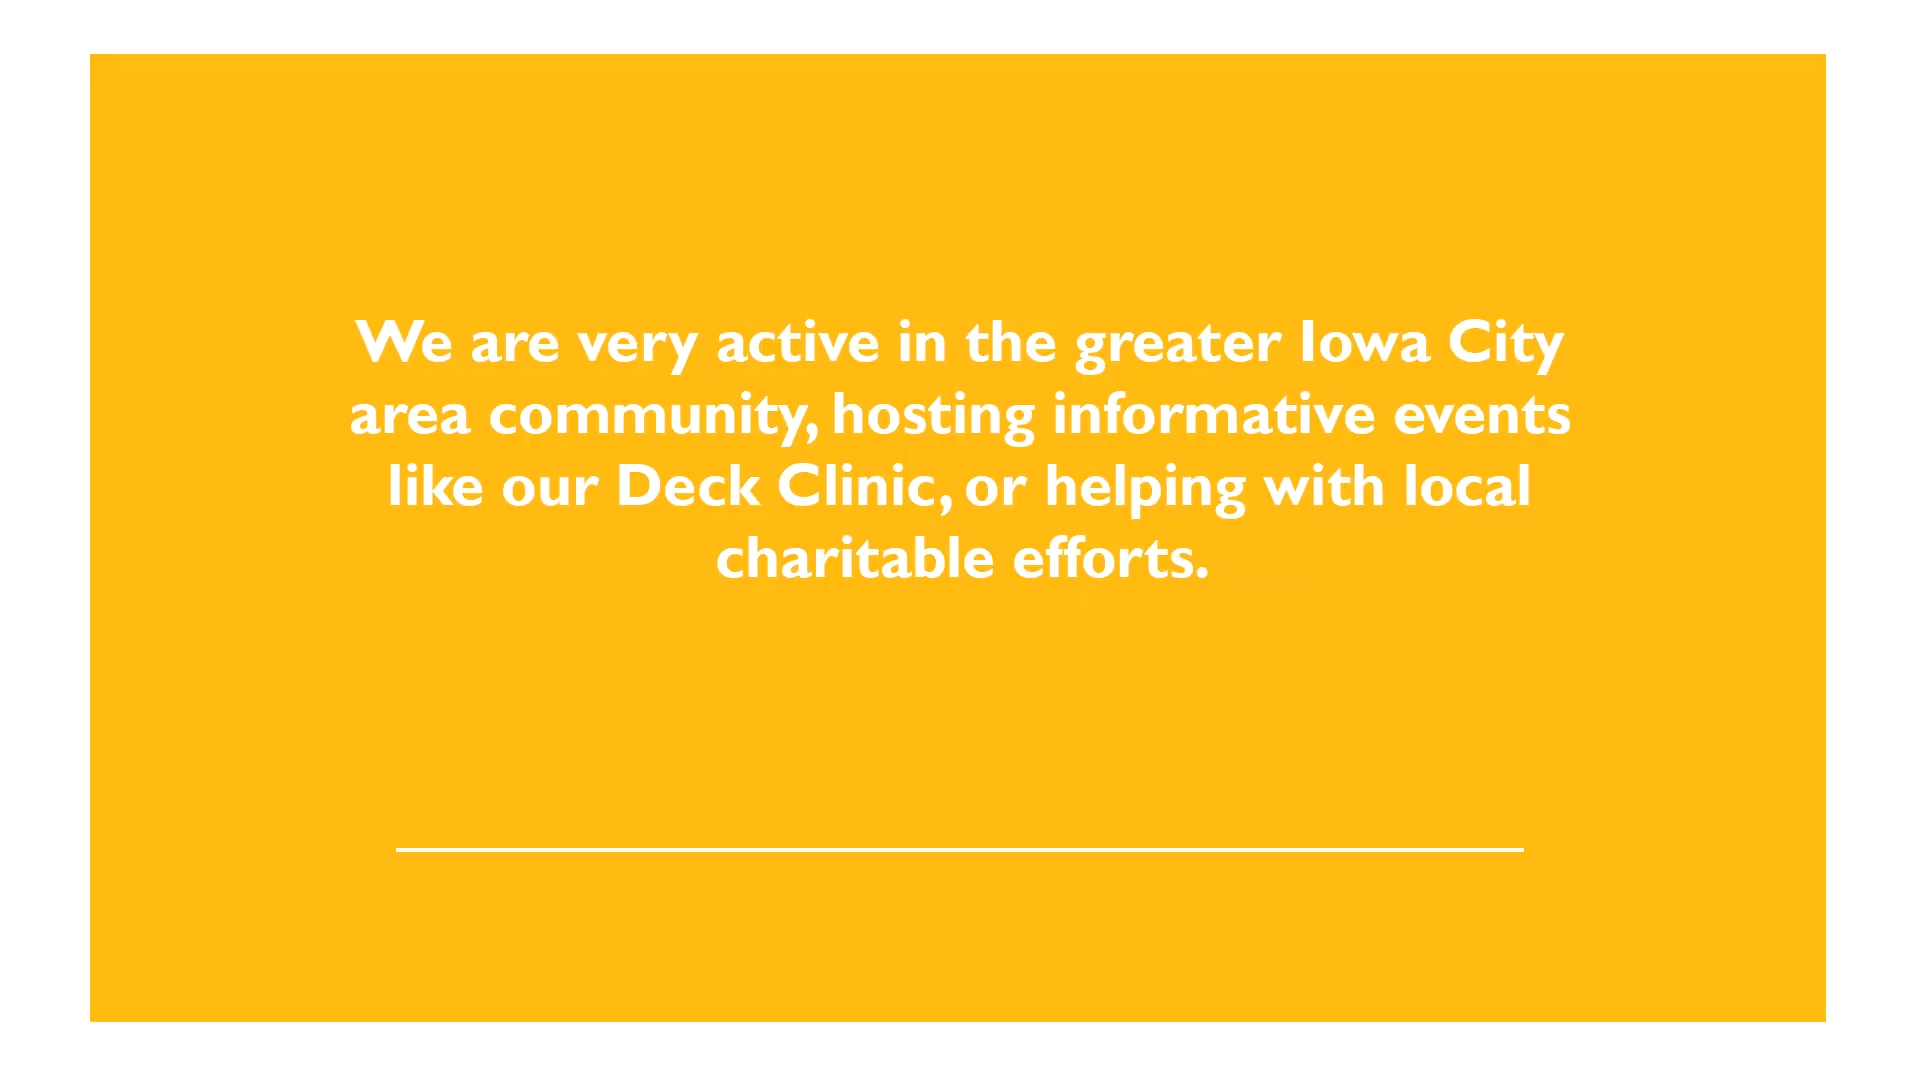 We are very active in the greater Iowa City
area community, hosting informative events
like our Deck Clinic, or helping with local
charitable efforts.